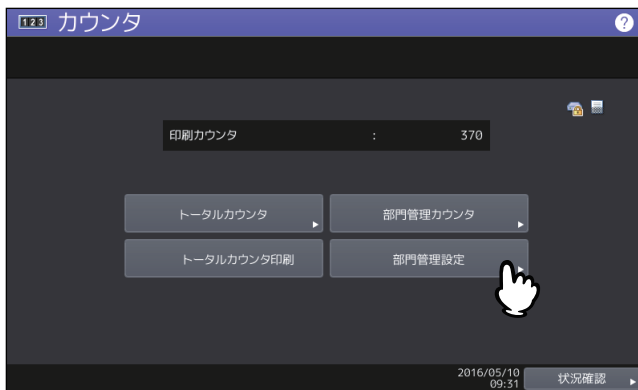 123 カウンタ ?
印刷カウンタ : 370
トータルカウンタ 部門管理カウンタ
トータルカウンタ印刷 部門管理設定
2016/05/10
09:31 状況確認